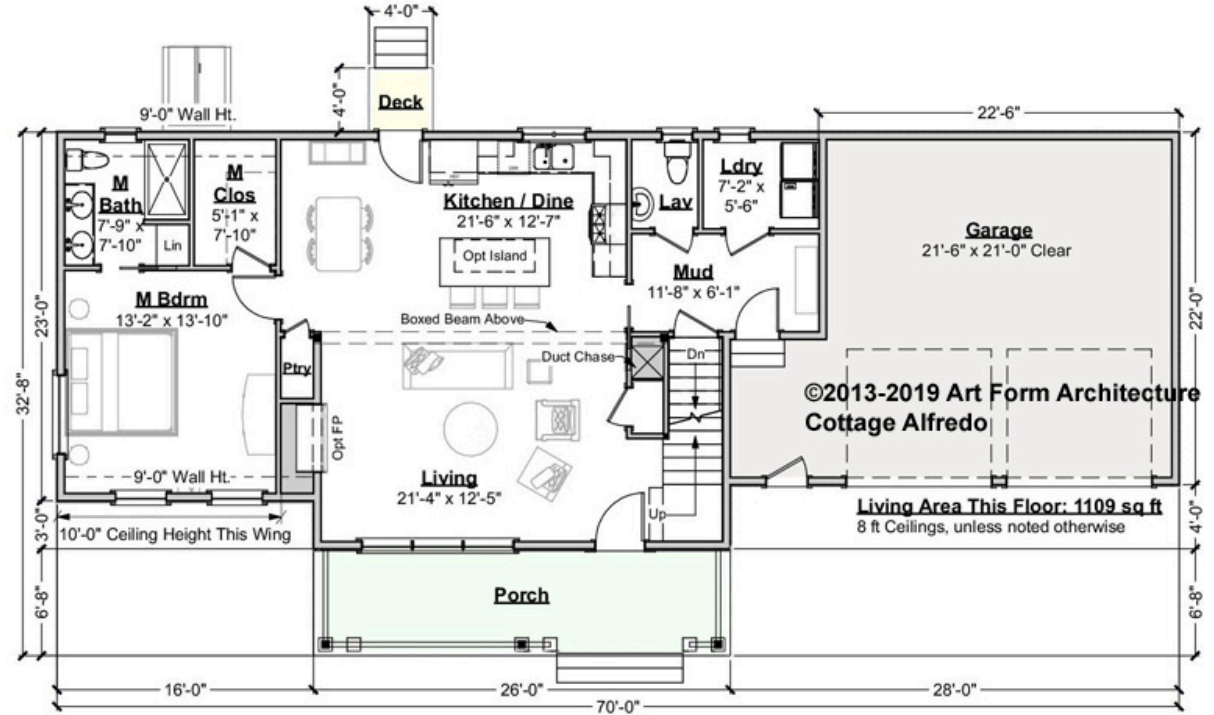 4'-0"
4'-0"
Deck
9'-0" Wall Ht.
22'-6"
M
Bath
7'-9" x
7'-10"
Lin
M
Clos
5'-1" x
7'-10"
Kitchen / Dine
21'-6" x 12'-7"
Opt Island
Lav
Ldry
7'-2" x
5'-6"
Garage
21'-6" x 21'-0" Clear
Mud
11'-8" x 6'-1"
M Bdrm
13'-2" x 13'-10"
Boxed Beam Above
Duct Chase
Dn
Ptry
Opt FP
23'-0"
32'-8"
22'-0"
©2013-2019 Art Form Architecture
Cottage Alfredo
9'-0" Wall Ht.
Living
21'-4" x 12'-5"
Up
Living Area This Floor: 1109 sq ft
8 ft Ceilings, unless noted otherwise
10'-0" Ceiling Height This Wing
3'-0"
4'-0"
Porch
6'-8"
6'-8"
16'-0"
26'-0"
28'-0"
70'-0"